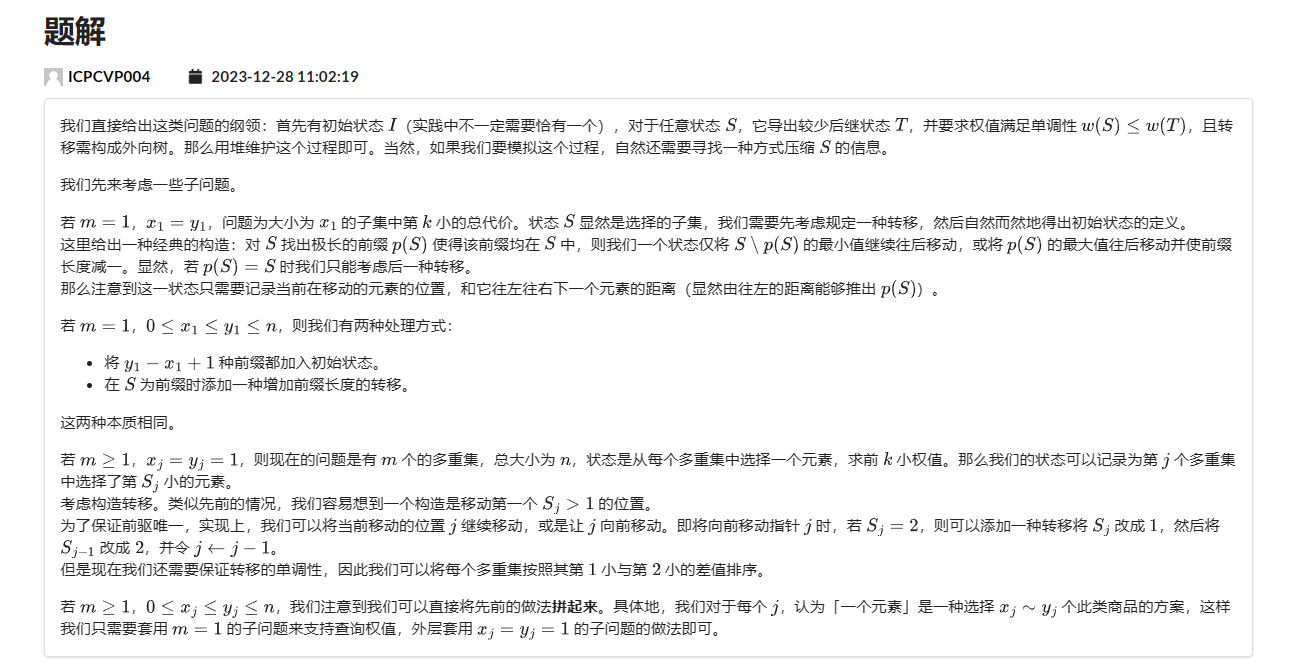 题解
ICPCVP004 2023-12-28 11:02:19
我们直接给出这类问题的纲领：首先有初始状态 I（实践中不一定需要恰有一个），对于任意状态 S，它导出较少后继状态 T，并要求权值满足单调性 w(S) ≤ w(T)，且转
移需构成外向树。那么用堆维护这个过程即可。当然，如果我们要模拟这个过程，自然还需要寻找一种方式压缩 S 的信息。
我们先来考虑一些子问题。
若 m = 1，x₁ = y₁，问题为大小为 x₁ 的子集中第 k 小的总代价。状态 S 显然是选择的子集，我们需要先考虑规定一种转移，然后自然而然地得出初始状态的定义。
这里给出一种经典的构造：对 S 找出极长的前缀 p(S) 使得该前缀均在 S 中，则我们一个状态仅将 S \ p(S) 的最小值继续往后移动，或将 p(S) 的最大值往后移动并使前缀
长度减一。显然，若 p(S) = S 时我们只能考虑后一种转移。
那么注意到这一状态只需要记录当前在移动的元素的位置，和它往左往右下一个元素的距离（显然由往左的距离能够推出 p(S)）。
若 m = 1，0 ≤ x₁ ≤ y₁ ≤ n，则我们有两种处理方式：
• 将 y₁ − x₁ + 1 种前缀都加入初始状态。
• 在 S 为前缀时添加一种增加前缀长度的转移。
这两种本质相同。
若 m ≥ 1，xⱼ = yⱼ = 1，则现在的问题是有 m 个的多重集，总大小为 n，状态是从每个多重集中选择一个元素，求前 k 小权值。那么我们的状态可以记录为第 j 个多重集
中选择了第 Sⱼ 小的元素。
考虑构造转移。类似先前的情况，我们容易想到一个构造是移动第一个 Sⱼ > 1 的位置。
为了保证前驱唯一，实现上，我们可以将当前移动的位置 j 继续移动，或是让 j 向前移动。即将向前移动指针 j 时，若 Sⱼ = 2，则可以添加一种转移将 Sⱼ 改成 1，然后将
Sⱼ₋₁ 改成 2，并令 j ← j − 1。
但是现在我们还需要保证转移的单调性，因此我们可以将每个多重集按照其第 1 小与第 2 小的差值排序。
若 m ≥ 1，0 ≤ xⱼ ≤ yⱼ ≤ n，我们注意到我们可以直接将先前的做法拼起来。具体地，我们对于每个 j，认为「一个元素」是一种选择 xⱼ ∼ yⱼ 个此类商品的方案，这样
我们只需要套用 m = 1 的子问题来支持查询权值，外层套用 xⱼ = yⱼ = 1 的子问题的做法即可。